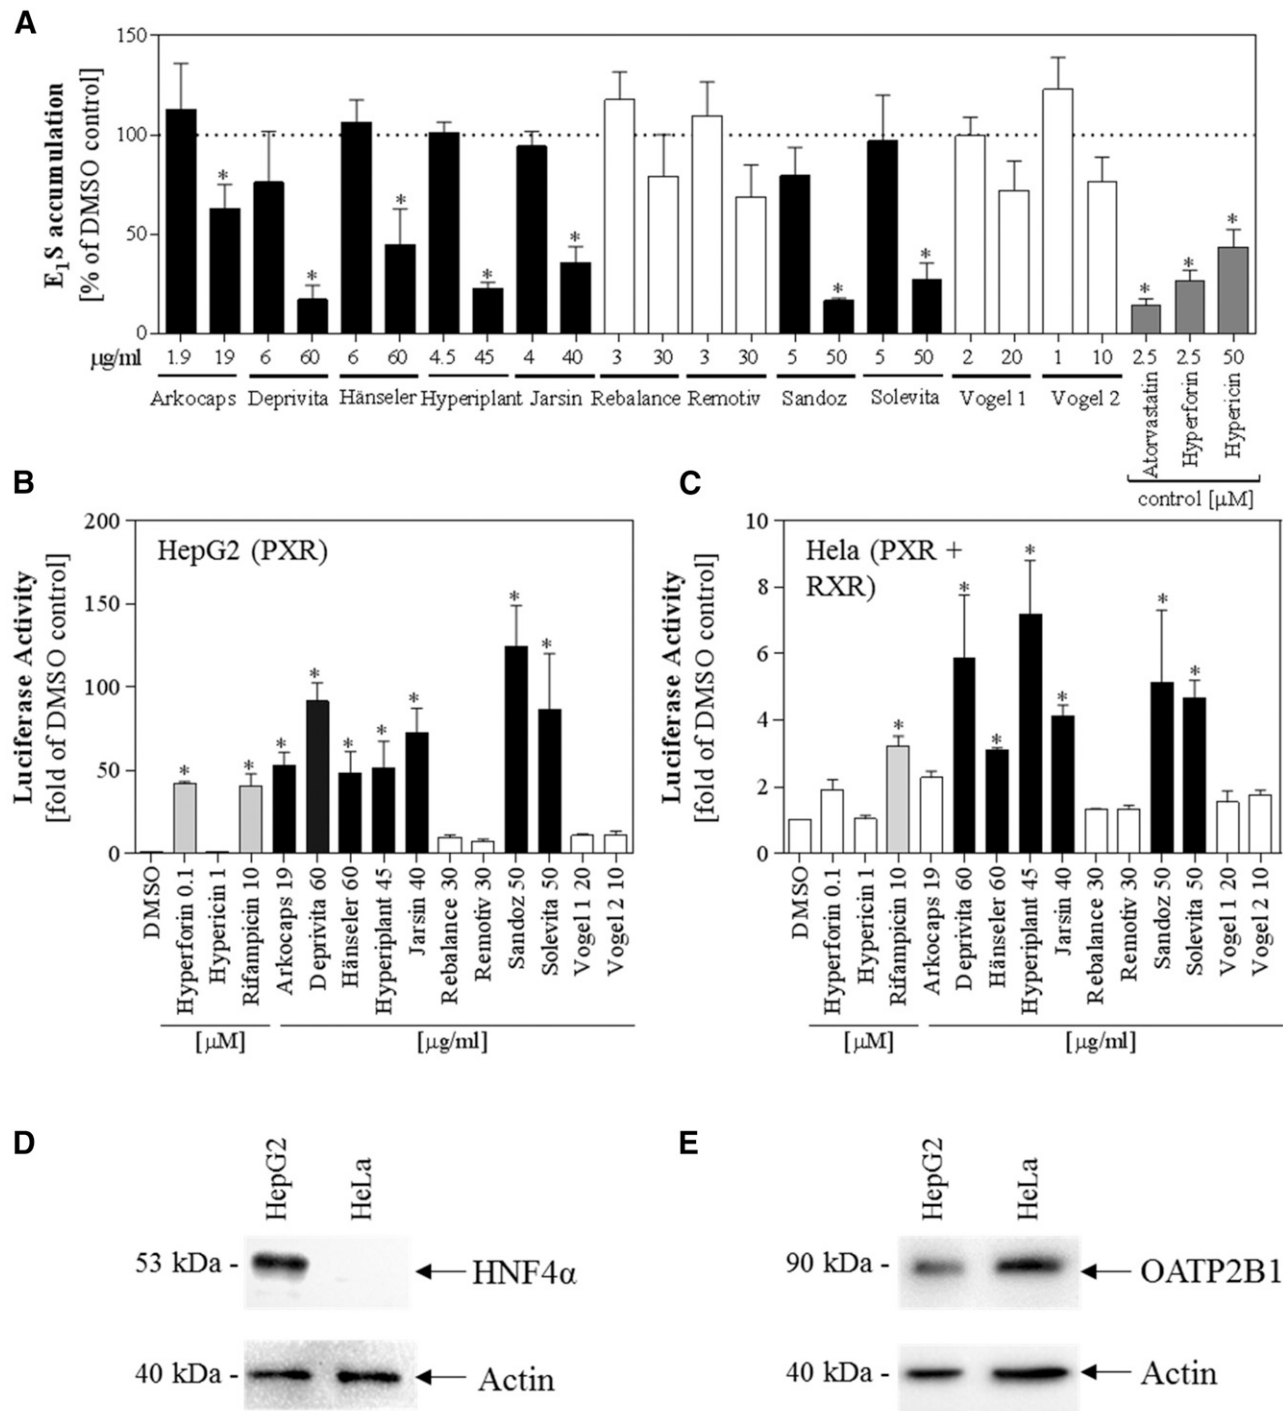 A
E1S accumulation
[% of DMSO control]
150
100
50
0
* * * * * * * * * *
μg/ml 1.9 19 6 60 6 60 4.5 45 4 40 3 30 3 30 5 50 5 50 2 20 1 10 2.5 2.5 50
Arkocaps Deprivita Hänseler Hyperiplant Jarsin Rebalance Remotiv Sandoz Solevita Vogel 1 Vogel 2
Atorvastatin
Hyperforin
Hypericin
control [μM]
B
Luciferase Activity
[fold of DMSO control]
200
150
100
50
0
HepG2 (PXR)
* * * * * * * * *
DMSO
Hyperforin 0.1
Hypericin 1
Rifampicin 10
Arkocaps 19
Deprivita 60
Hänseler 60
Hyperiplant 45
Jarsin 40
Rebalance 30
Remotiv 30
Sandoz 50
Solevita 50
Vogel 1 20
Vogel 2 10
[μM]
[μg/ml]
C
Luciferase Activity
[fold of DMSO control]
10
8
6
4
2
0
Hela (PXR +
RXR)
* * * * * * *
DMSO
Hyperforin 0.1
Hypericin 1
Rifampicin 10
Arkocaps 19
Deprivita 60
Hänseler 60
Hyperiplant 45
Jarsin 40
Rebalance 30
Remotiv 30
Sandoz 50
Solevita 50
Vogel 1 20
Vogel 2 10
[μM]
[μg/ml]
D
HepG2
HeLa
53 kDa -
HNF4α
40 kDa -
Actin
E
HepG2
HeLa
90 kDa -
OATP2B1
40 kDa -
Actin